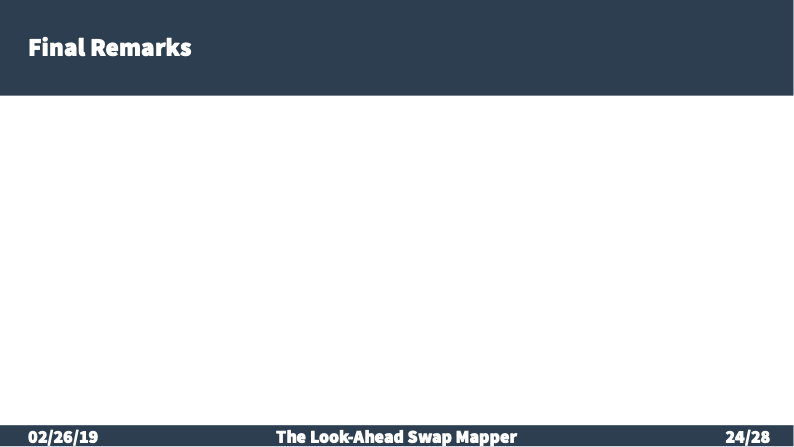 Final Remarks
02/26/19
The Look-Ahead Swap Mapper
24/28